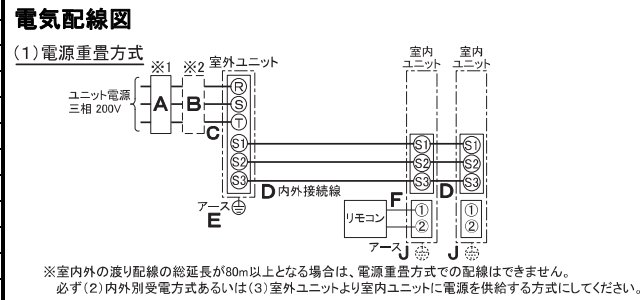 電気配線図
(1)電源重畳方式
※1 ※2 室外ユニット 室内ユニット 室内ユニット
ユニット電源
三相 200V
A B C
R
S
T
S1 S1 S1
S2 S2 S2
S3 S3 S3
D 内外接続線 D
アース
E
F
リモコン
① ①
② ②
アース J J
※室内外の渡り配線の総延長が80m以上となる場合は、電源重畳方式での配線はできません。
必ず(2)内外別受電方式あるいは(3)室外ユニットより室内ユニットに電源を供給する方式にしてください。